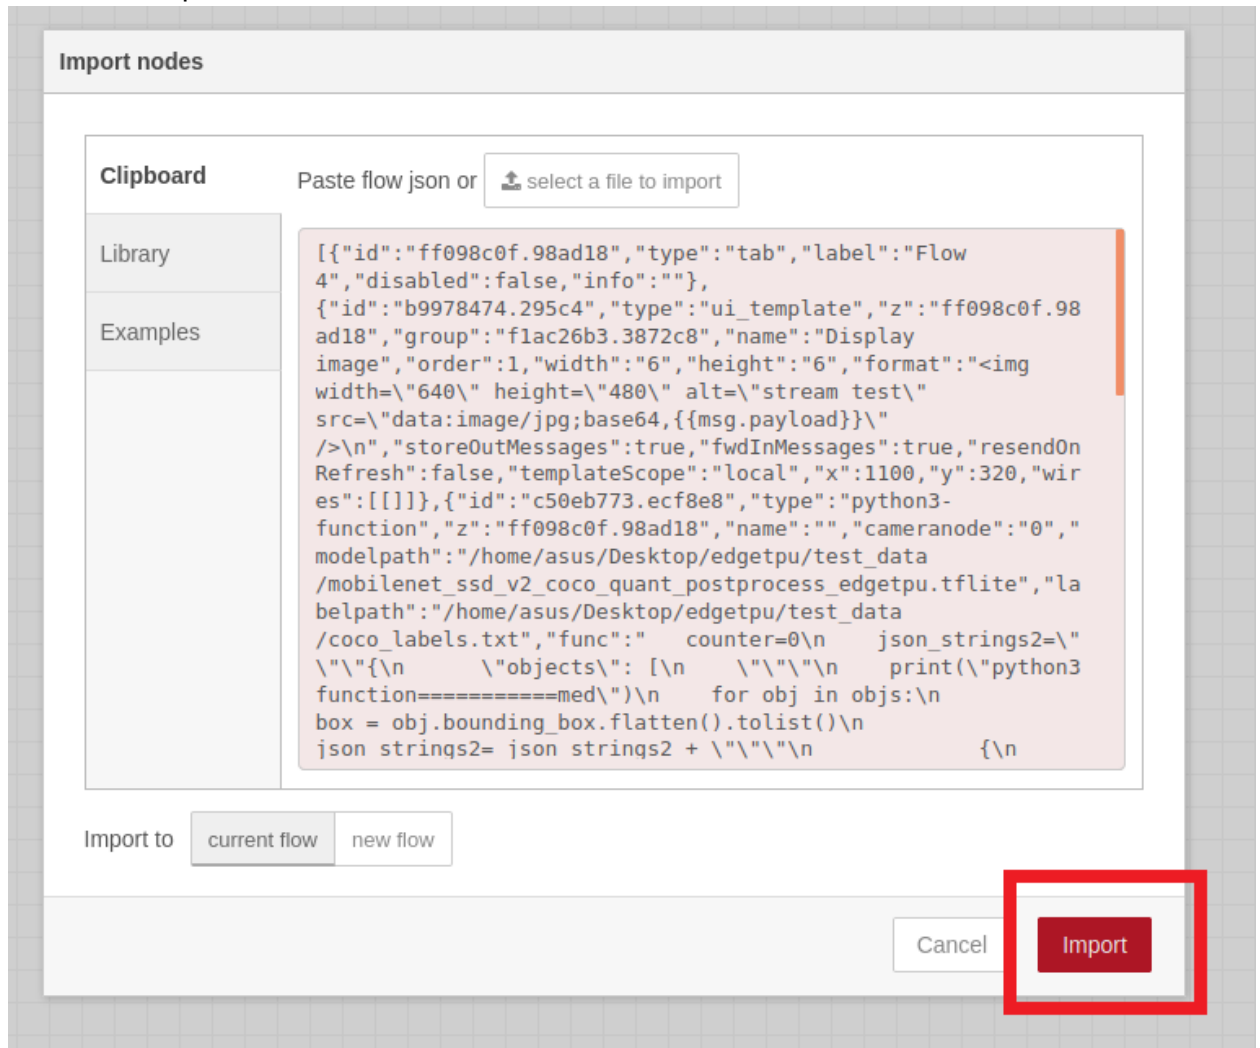 Import nodes
Clipboard
Paste flow json or
select a file to import
Library
Examples
[{"id":"ff098c0f.98ad18","type":"tab","label":"Flow
4","disabled":false,"info":""},
{"id":"b9978474.295c4","type":"ui_template","z":"ff098c0f.98
ad18","group":"f1ac26b3.3872c8","name":"Display
image","order":1,"width":"6","height":"6","format":"<img
width=\"640\" height=\"480\" alt=\"stream test\"
src=\"data:image/jpg;base64,{{msg.payload}}\"
/>\n","storeOutMessages":true,"fwdInMessages":true,"resendOn
Refresh":false,"templateScope":"local","x":1100,"y":320,"wir
es":[[]]},{"id":"c50eb773.ecf8e8","type":"python3-
function","z":"ff098c0f.98ad18","name":"","cameranode":"0","
modelpath":"/home/asus/Desktop/edgetpu/test_data
/mobilenet_ssd_v2_coco_quant_postprocess_edgetpu.tflite","la
belpath":"/home/asus/Desktop/edgetpu/test_data
/coco_labels.txt","func":"   counter=0\n    json_strings2=\"
\"\"{\n      \"objects\": [\n    \"\"\"\n    print(\"python3
function===========med\")\n    for obj in objs:\n
box = obj.bounding_box.flatten().tolist()\n
json_strings2= json_strings2 + \"\"\"\n             {\n
Import to
current flow
new flow
Cancel
Import